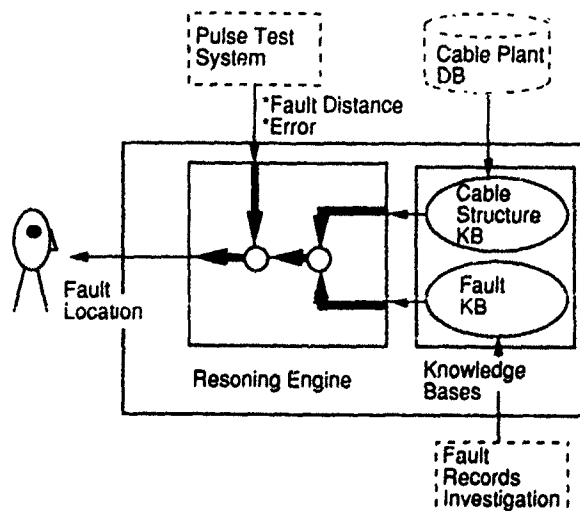 Pulse Test
System
Cable Plant
DB
*Fault Distance
*Error
Cable
Structure
KB
Fault
KB
Fault
Location
Resoning Engine
Knowledge
Bases
Fault
Records
Investigation